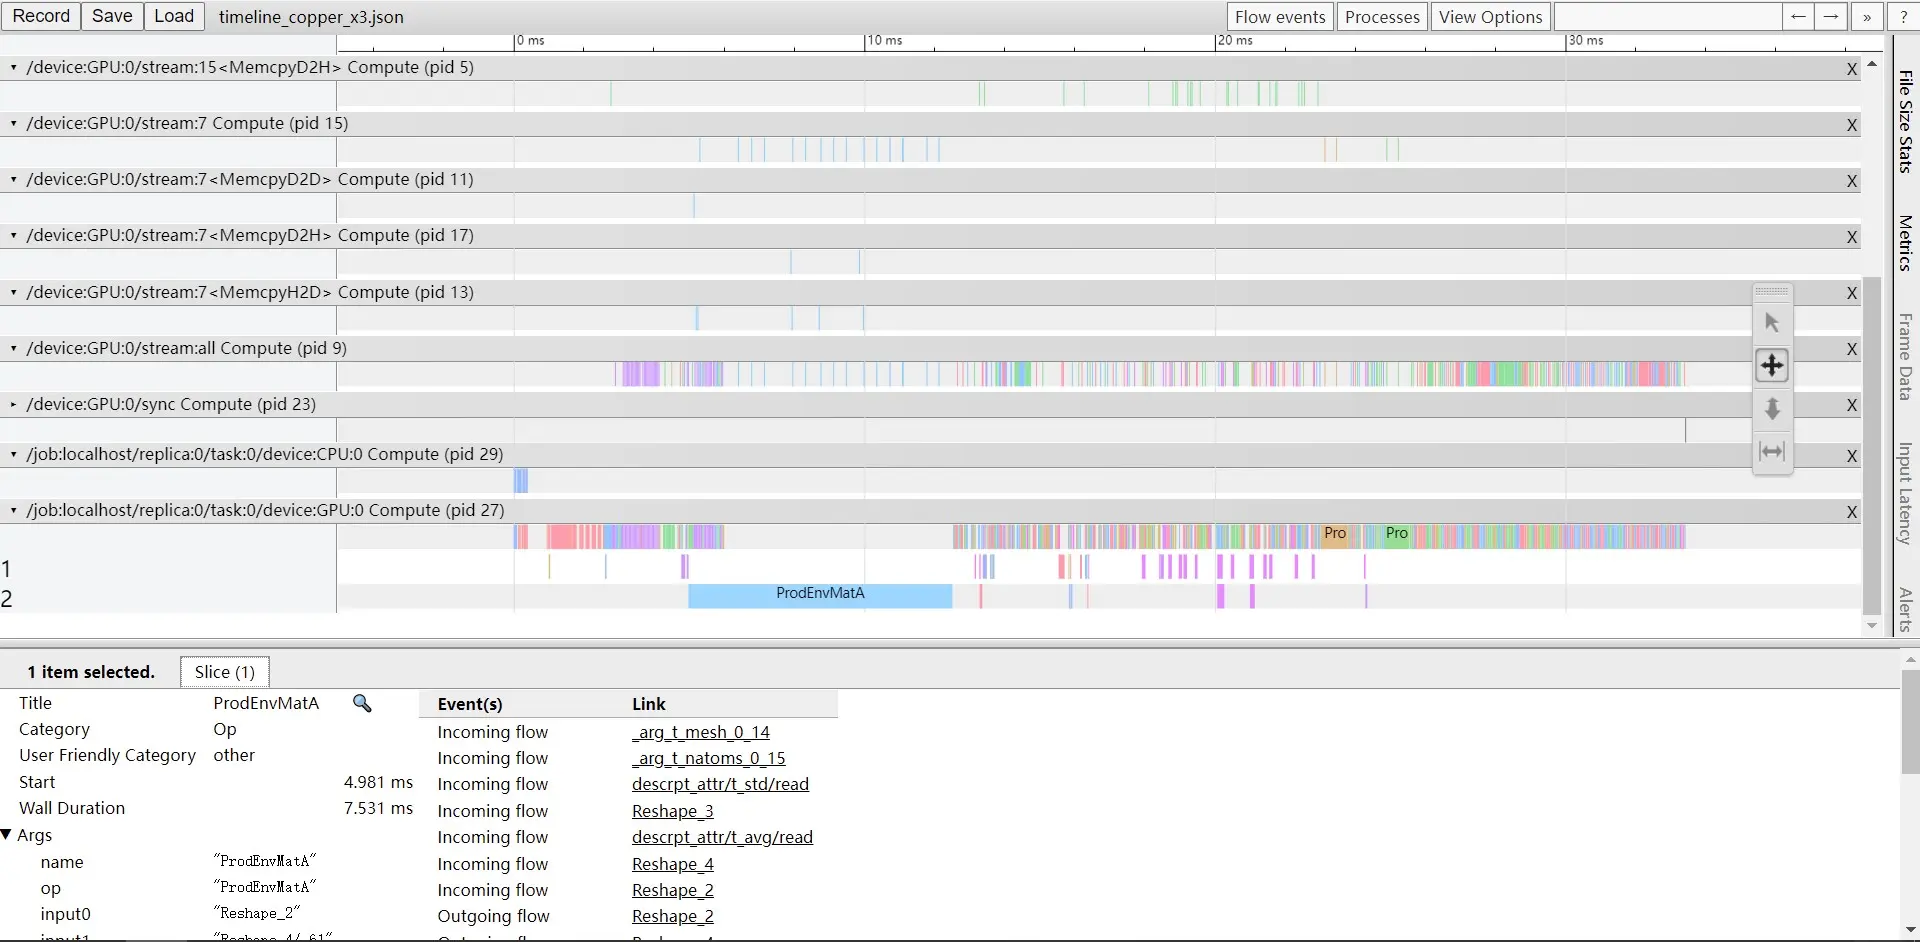 Record Save Load timeline_copper_x3.json Flow events Processes View Options ← → » ?
0 ms 10 ms 20 ms 30 ms
/device:GPU:0/stream:15<MemcpyD2H> Compute (pid 5) X
/device:GPU:0/stream:7 Compute (pid 15) X
/device:GPU:0/stream:7<MemcpyD2D> Compute (pid 11) X
/device:GPU:0/stream:7<MemcpyD2H> Compute (pid 17) X
/device:GPU:0/stream:7<MemcpyH2D> Compute (pid 13) X
/device:GPU:0/stream:all Compute (pid 9) X
/device:GPU:0/sync Compute (pid 23) X
/job:localhost/replica:0/task:0/device:CPU:0 Compute (pid 29) X
/job:localhost/replica:0/task:0/device:GPU:0 Compute (pid 27) X
Pro Pro
1
2 ProdEnvMatA
File Size Stats
Metrics
Frame Data
Input Latency
Alerts
1 item selected. Slice (1)
Title ProdEnvMatA
Category Op
User Friendly Category other
Start 4.981 ms
Wall Duration 7.531 ms
Args
name "ProdEnvMatA"
op "ProdEnvMatA"
input0 "Reshape_2"
input1 "Reshape_4/_61"
Event(s) Link
Incoming flow _arg_t_mesh_0_14
Incoming flow _arg_t_natoms_0_15
Incoming flow descrpt_attr/t_std/read
Incoming flow Reshape_3
Incoming flow descrpt_attr/t_avg/read
Incoming flow Reshape_4
Incoming flow Reshape_2
Outgoing flow Reshape_2